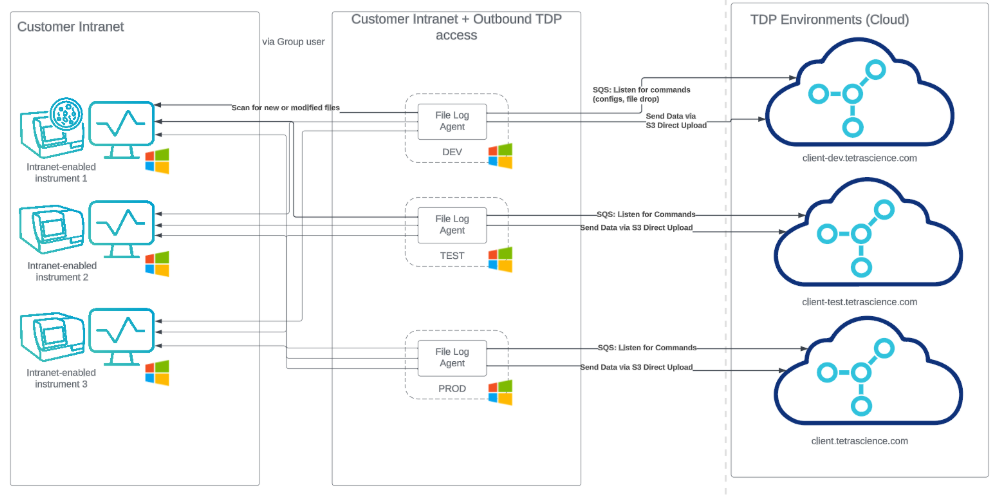 Customer Intranet
via Group user
Customer Intranet + Outbound TDP
access
TDP Environments (Cloud)
Scan for new or modified files
Intranet-enabled
instrument 1
Intranet-enabled
instrument 2
Intranet-enabled
instrument 3
File Log
Agent
DEV
File Log
Agent
TEST
File Log
Agent
PROD
SQS: Listen for commands
(configs, file drop)
Send Data via
S3 Direct Upload
SQS: Listen for Commands
Send Data via S3 Direct Upload
SQS: Listen for Commands
Send Data via S3 Direct Upload
client-dev.tetrascience.com
client-test.tetrascience.com
client.tetrascience.com